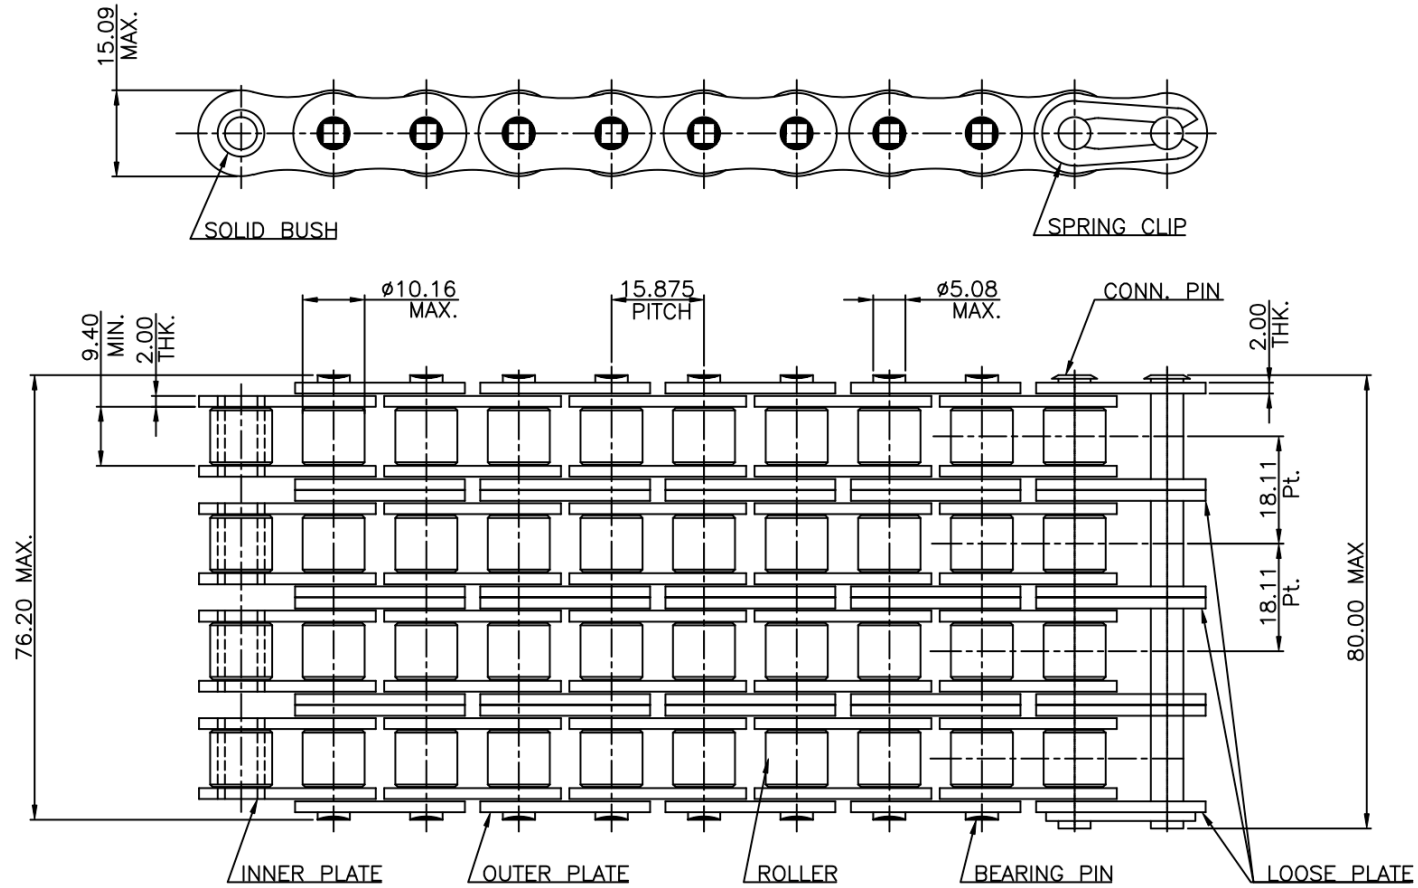 15.09
MAX.
SOLID BUSH
SPRING CLIP
ø10.16
MAX.
15.875
PITCH
ø5.08
MAX.
CONN. PIN
9.40
MIN.
2.00
THK.
2.00
THK.
76.20 MAX.
18.11
Pt.
18.11
Pt.
80.00 MAX
INNER PLATE
OUTER PLATE
ROLLER
BEARING PIN
LOOSE PLATE